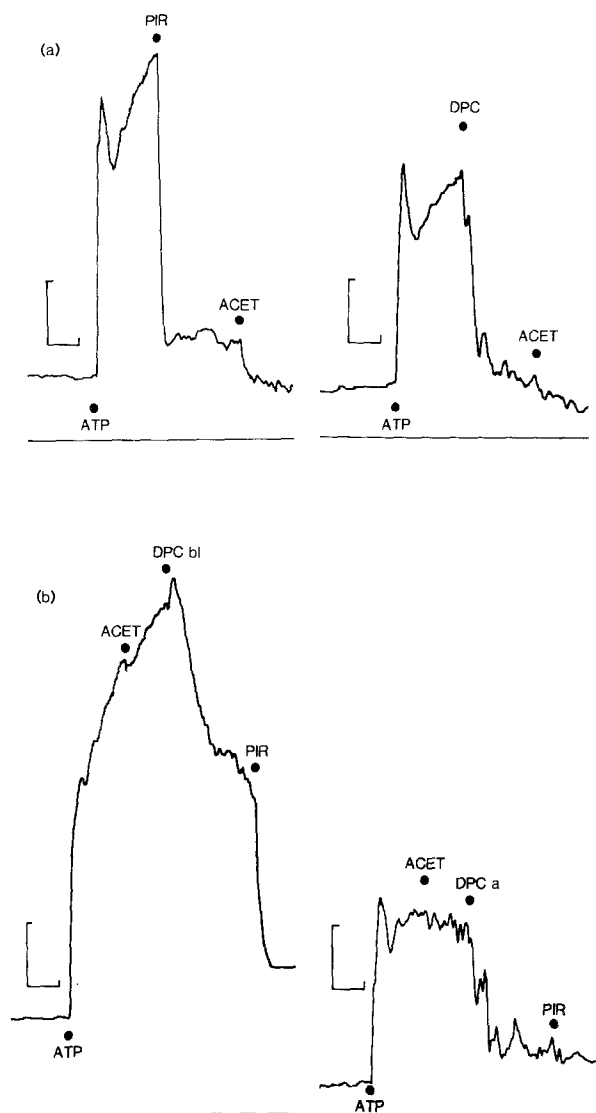 (a)
PIR
ACET
ATP
DPC
ACET
ATP
(b)
DPC bl
ACET
PIR
ATP
ACET
DPC a
PIR
ATP